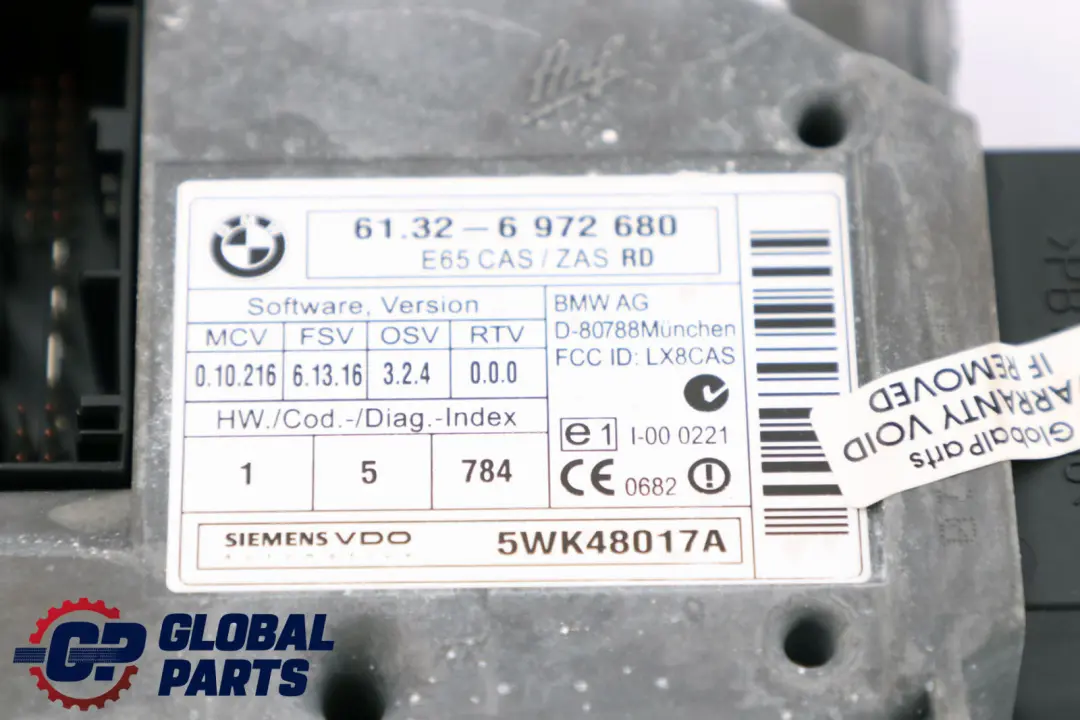 61.32 – 6 972 680
E65 CAS / ZAS RD
Software, Version
MCV FSV OSV RTV
0.10.216 6.13.16 3.2.4 0.0.0
HW./Cod.-/Diag.-Index
1 5 784
BMW AG
D-80788München
FCC ID: LX8CAS
e1 I-00 0221
CE 0682
SIEMENS VDO
5WK48017A
GlobalParts
ARRANTY VOID
IF REMOVED
GP GLOBAL
PARTS